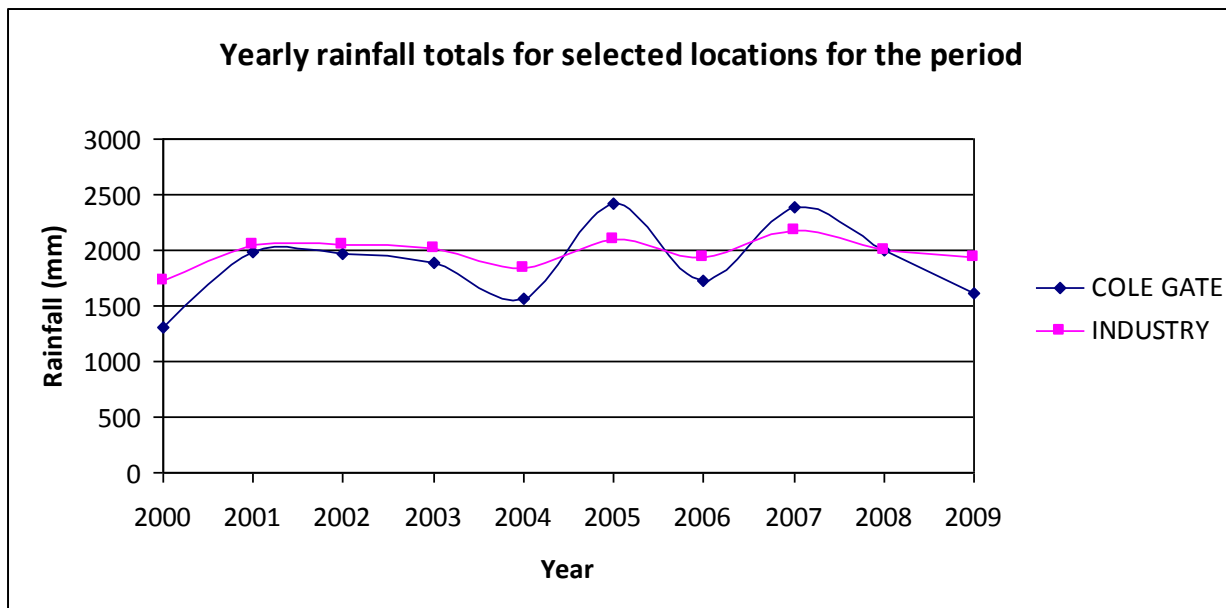 Yearly rainfall totals for selected locations for the period
3000
2500
2000
1500
1000
500
0
Rainfall (mm)
2000 2001 2002 2003 2004 2005 2006 2007 2008 2009
Year
COLE GATE
INDUSTRY